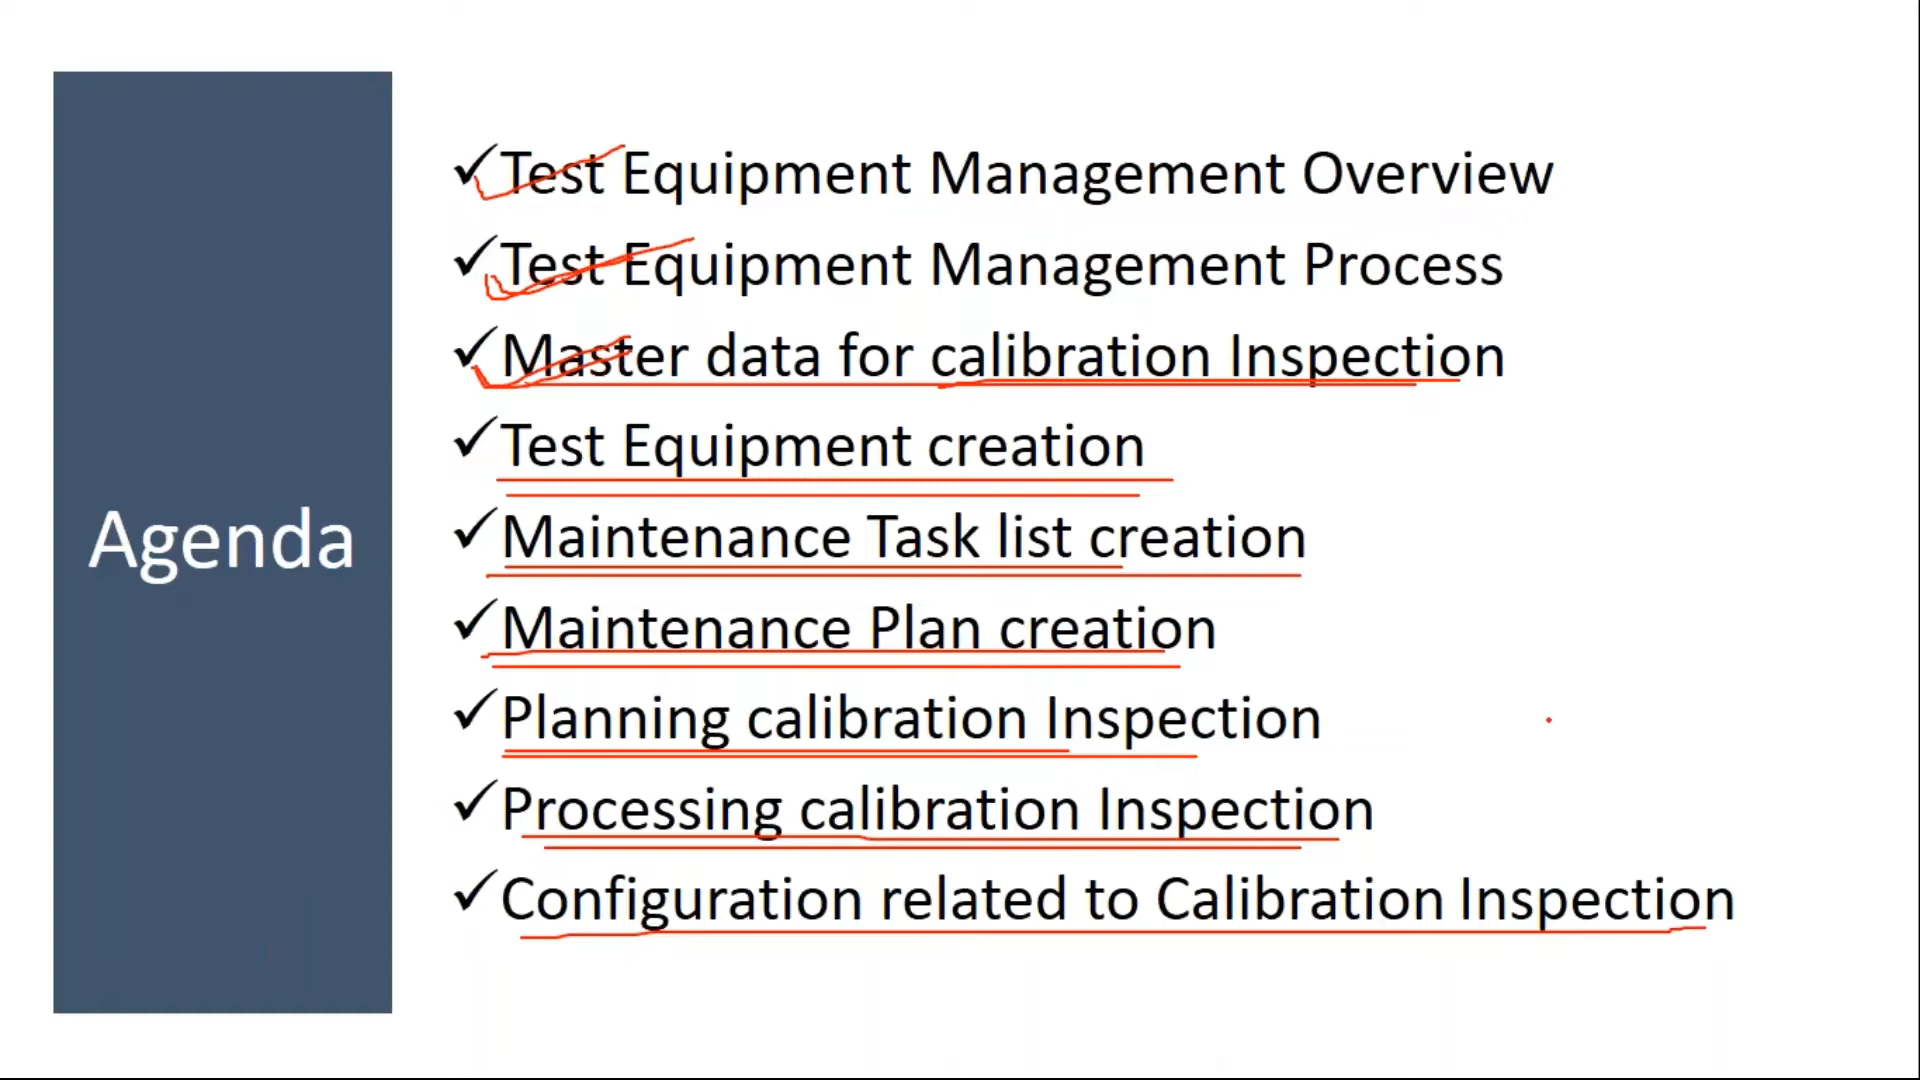 Agenda
✓Test Equipment Management Overview
✓Test Equipment Management Process
✓Master data for calibration Inspection
✓Test Equipment creation
✓Maintenance Task list creation
✓Maintenance Plan creation
✓Planning calibration Inspection
✓Processing calibration Inspection
✓Configuration related to Calibration Inspection